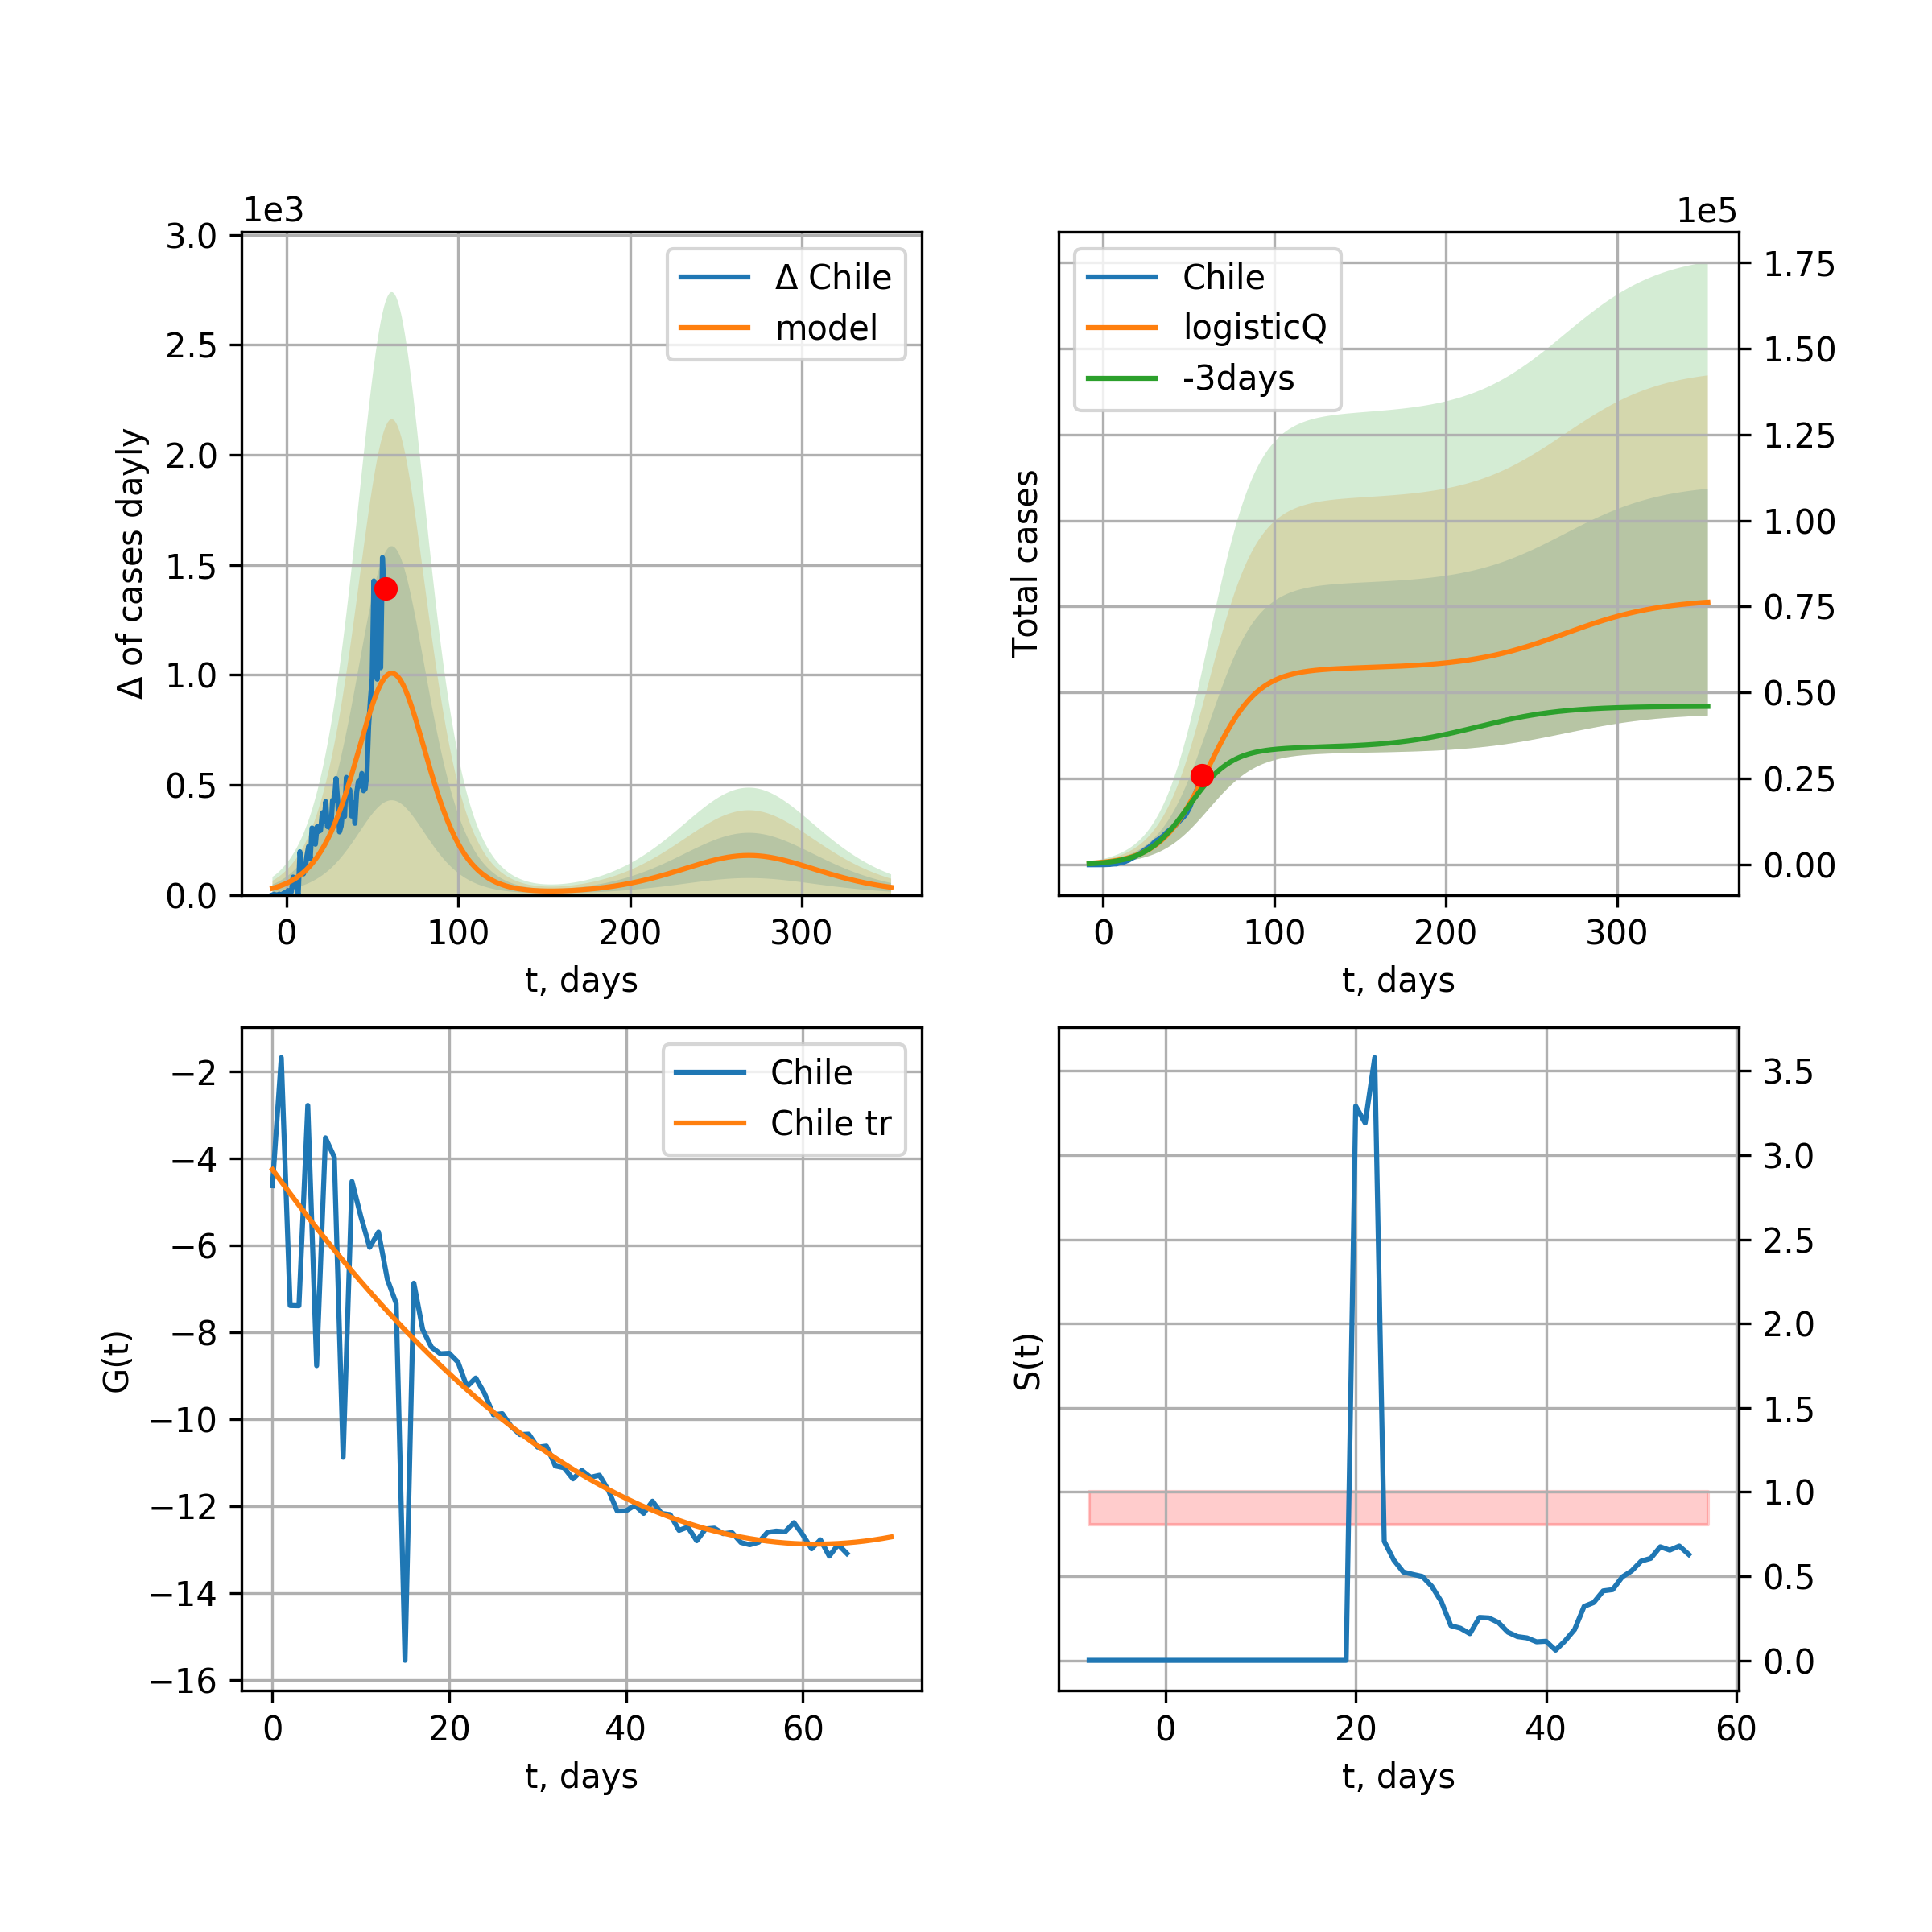 1e3
3.0
2.5
2.0
1.5
1.0
0.5
0.0
Δ of cases dayly
Δ Chile
model
0 100 200 300
t, days
1e5
Chile
logisticQ
-3days
Total cases
1.75
1.50
1.25
1.00
0.75
0.50
0.25
0.00
0 100 200 300
t, days
−2
−4
−6
−8
−10
−12
−14
−16
G(t)
Chile
Chile tr
0 20 40 60
t, days
S(t)
3.5
3.0
2.5
2.0
1.5
1.0
0.5
0.0
0 20 40 60
t, days